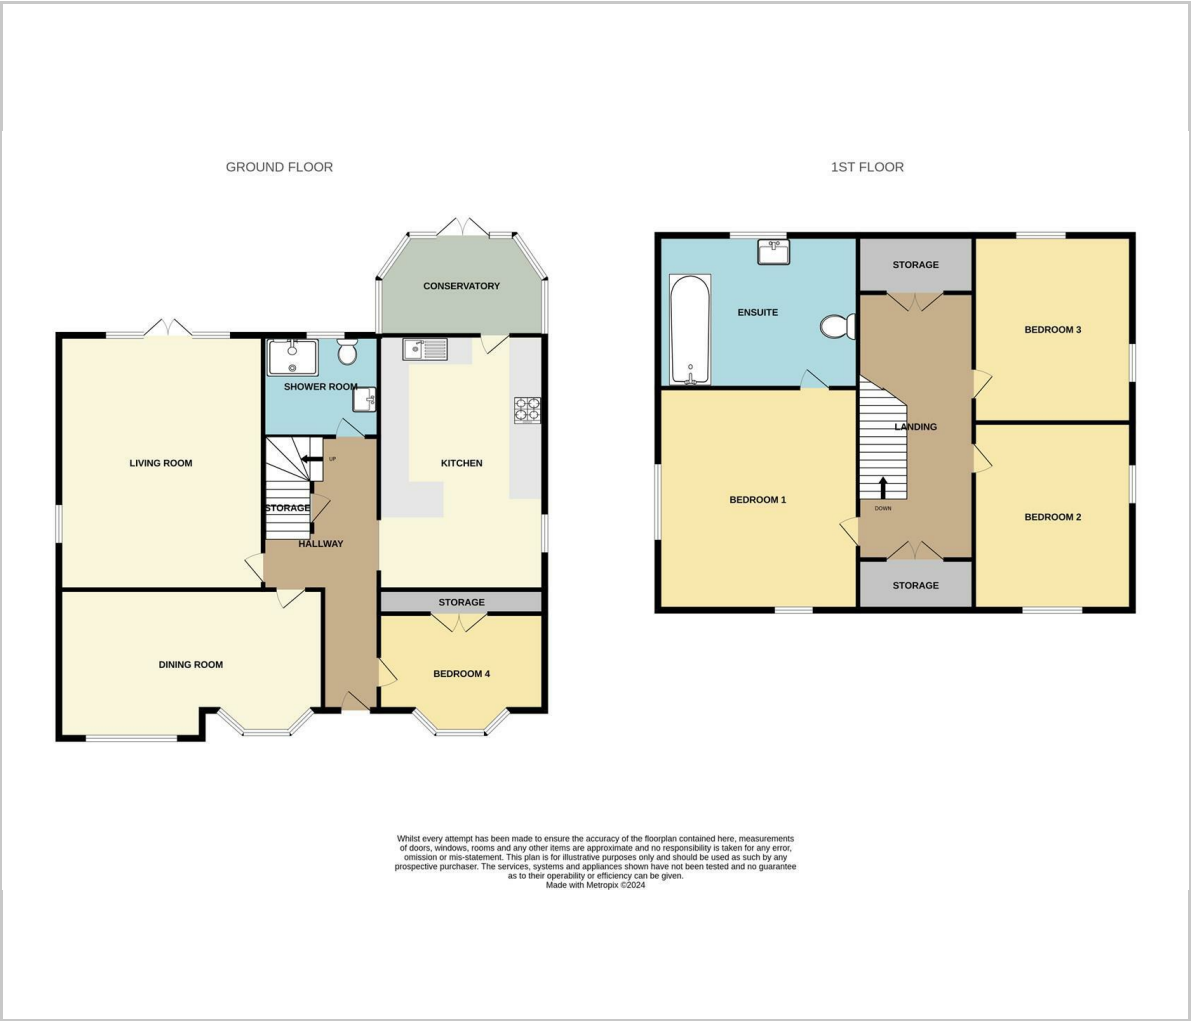 GROUND FLOOR
CONSERVATORY
SHOWER ROOM
UP
LIVING ROOM
KITCHEN
STORAGE
HALLWAY
STORAGE
DINING ROOM
BEDROOM 4
1ST FLOOR
STORAGE
ENSUITE
BEDROOM 3
LANDING
BEDROOM 1
DOWN
BEDROOM 2
STORAGE
Whilst every attempt has been made to ensure the accuracy of the floorplan contained here, measurements
of doors, windows, rooms and any other items are approximate and no responsibility is taken for any error,
omission or mis-statement. This plan is for illustrative purposes only and should be used as such by any
prospective purchaser. The services, systems and appliances shown have not been tested and no guarantee
as to their operability or efficiency can be given.
Made with Metropix ©2024